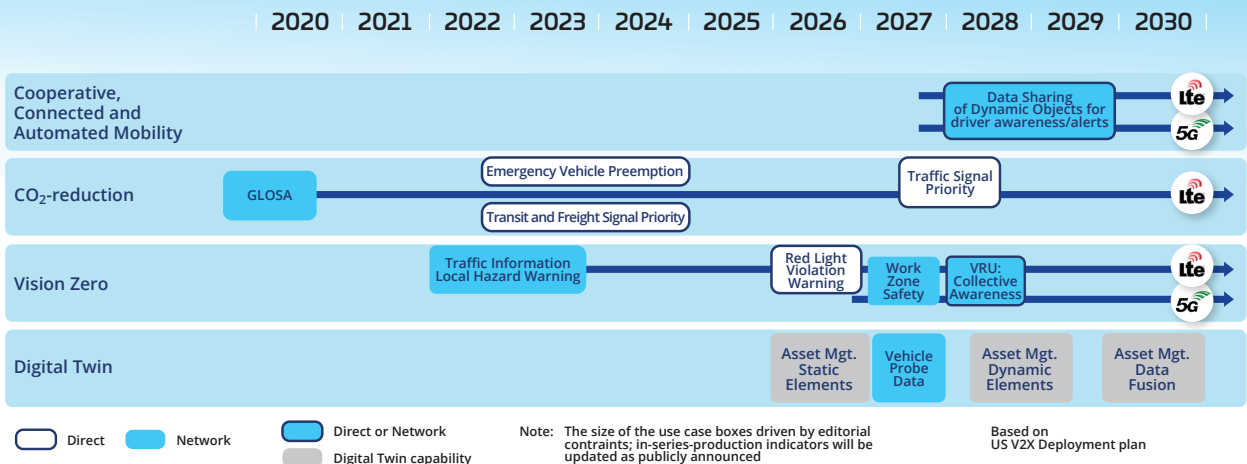 2020 2021 2022 2023 2024 2025 2026 2027 2028 2029 2030
Cooperative,
Connected and
Automated Mobility
Data Sharing
of Dynamic Objects for
driver awareness/alerts
Lte
5G
CO₂-reduction
GLOSA
Emergency Vehicle Preemption
Transit and Freight Signal Priority
Traffic Signal
Priority
Lte
Vision Zero
Traffic Information
Local Hazard Warning
Red Light
Violation
Warning
Work
Zone
Safety
VRU:
Collective
Awareness
Lte
5G
Digital Twin
Asset Mgt.
Static
Elements
Vehicle
Probe
Data
Asset Mgt.
Dynamic
Elements
Asset Mgt.
Data
Fusion
Direct
Network
Direct or Network
Digital Twin capability
Note: The size of the use case boxes driven by editorial
contraints; in-series-production indicators will be
updated as publicly announced
Based on
US V2X Deployment plan